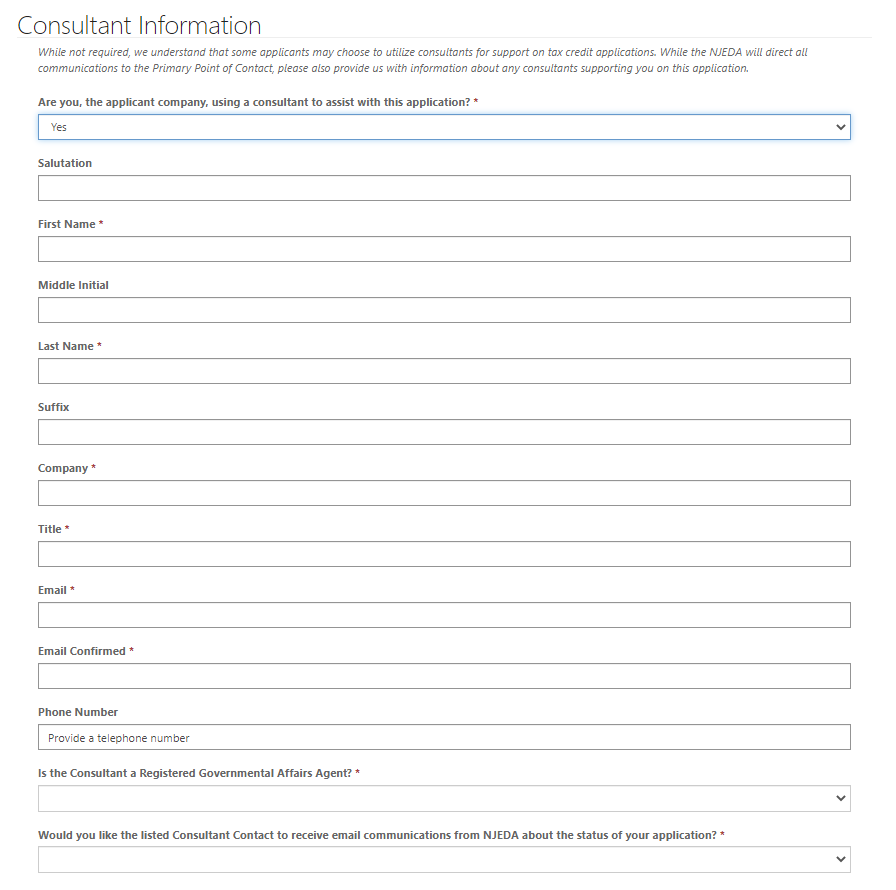 Consultant Information
While not required, we understand that some applicants may choose to utilize consultants for support on tax credit applications. While the NJEDA will direct all
communications to the Primary Point of Contact, please also provide us with information about any consultants supporting you on this application.
Are you, the applicant company, using a consultant to assist with this application? *
Yes
Salutation
First Name *
Middle Initial
Last Name *
Suffix
Company *
Title *
Email *
Email Confirmed *
Phone Number
Provide a telephone number
Is the Consultant a Registered Governmental Affairs Agent? *
Would you like the listed Consultant Contact to receive email communications from NJEDA about the status of your application? *